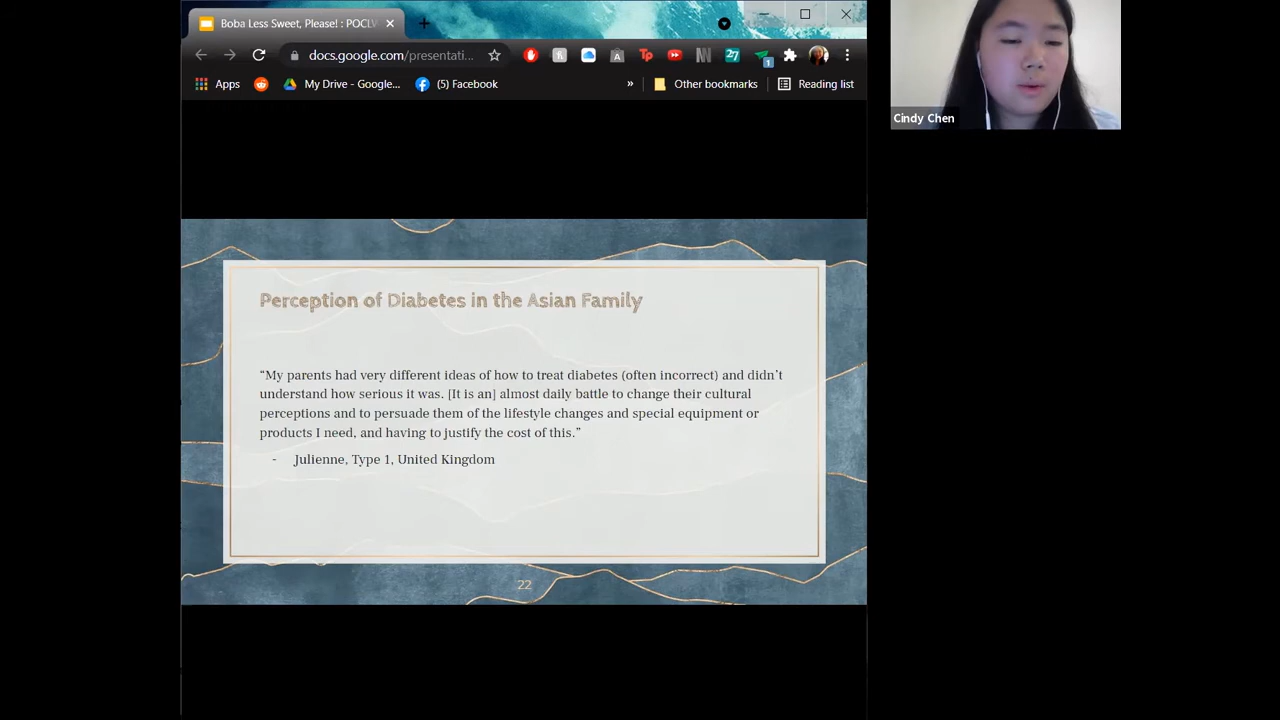 Boba Less Sweet, Please! : POCL
docs.google.com/presentati...
27
1
Apps
My Drive - Google...
(5) Facebook
»
Other bookmarks
Reading list
Cindy Chen
Perception of Diabetes in the Asian Family
“My parents had very different ideas of how to treat diabetes (often incorrect) and didn’t
understand how serious it was. [It is an] almost daily battle to change their cultural
perceptions and to persuade them of the lifestyle changes and special equipment or
products I need, and having to justify the cost of this.”
- Julienne, Type 1, United Kingdom
22